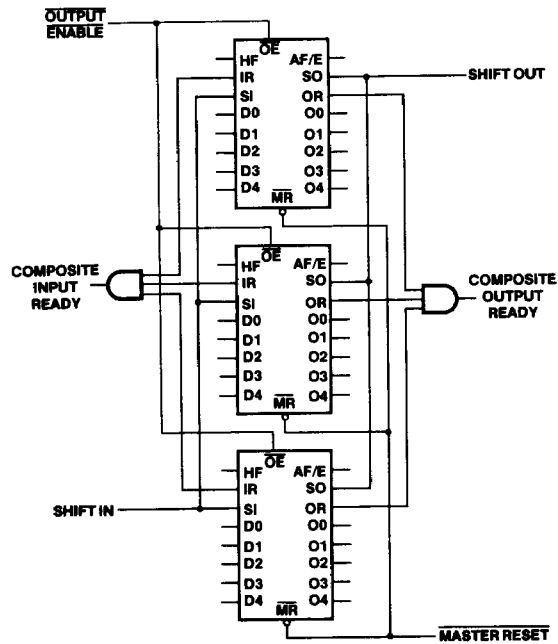 OUTPUT
ENABLE
OE
HF AF/E
IR SO SHIFT OUT
SI OR
D0 O0
D1 O1
D2 O2
D3 O3
D4 O4
MR
OE
HF AF/E
COMPOSITE
INPUT
READY
IR SO
SI OR
COMPOSITE
OUTPUT
READY
D0 O0
D1 O1
D2 O2
D3 O3
D4 O4
MR
OE
HF AF/E
IR SO
SHIFT IN SI OR
D0 O0
D1 O1
D2 O2
D3 O3
D4 O4
MR
MASTER RESET